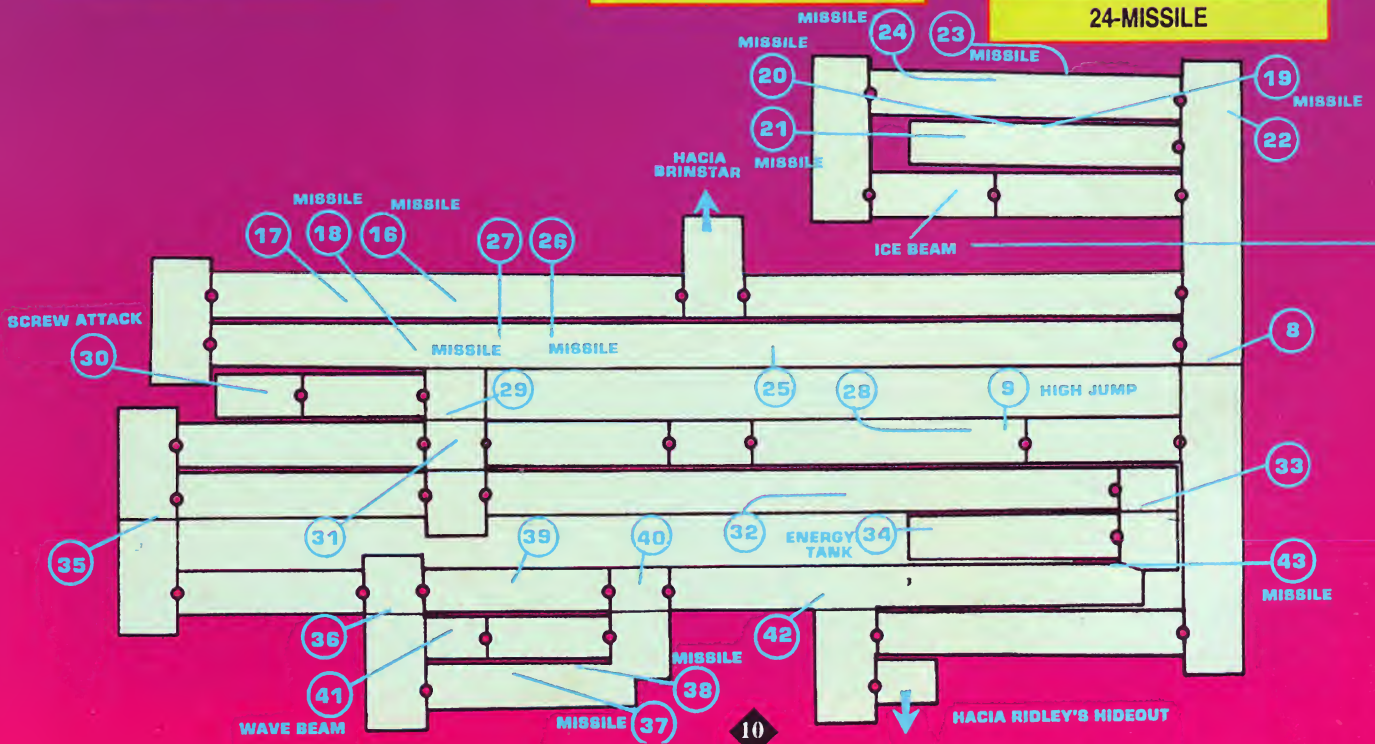 24-MISSILE
MISSILE
24
23
MISSILE
MISSILE
20
19
MISSILE
21
MISSILE
22
HACIA
BRINSTAR
ICE BEAM
MISSILE
MISSILE
17
18
16
27
26
SCREW ATTACK
30
MISSILE
MISSILE
8
29
25
28
9
HIGH JUMP
33
31
32
ENERGY
TANK
34
35
39
40
43
MISSILE
36
42
41
MISSILE
38
WAVE BEAM
MISSILE
37
HACIA RIDLEY'S HIDEOUT
10